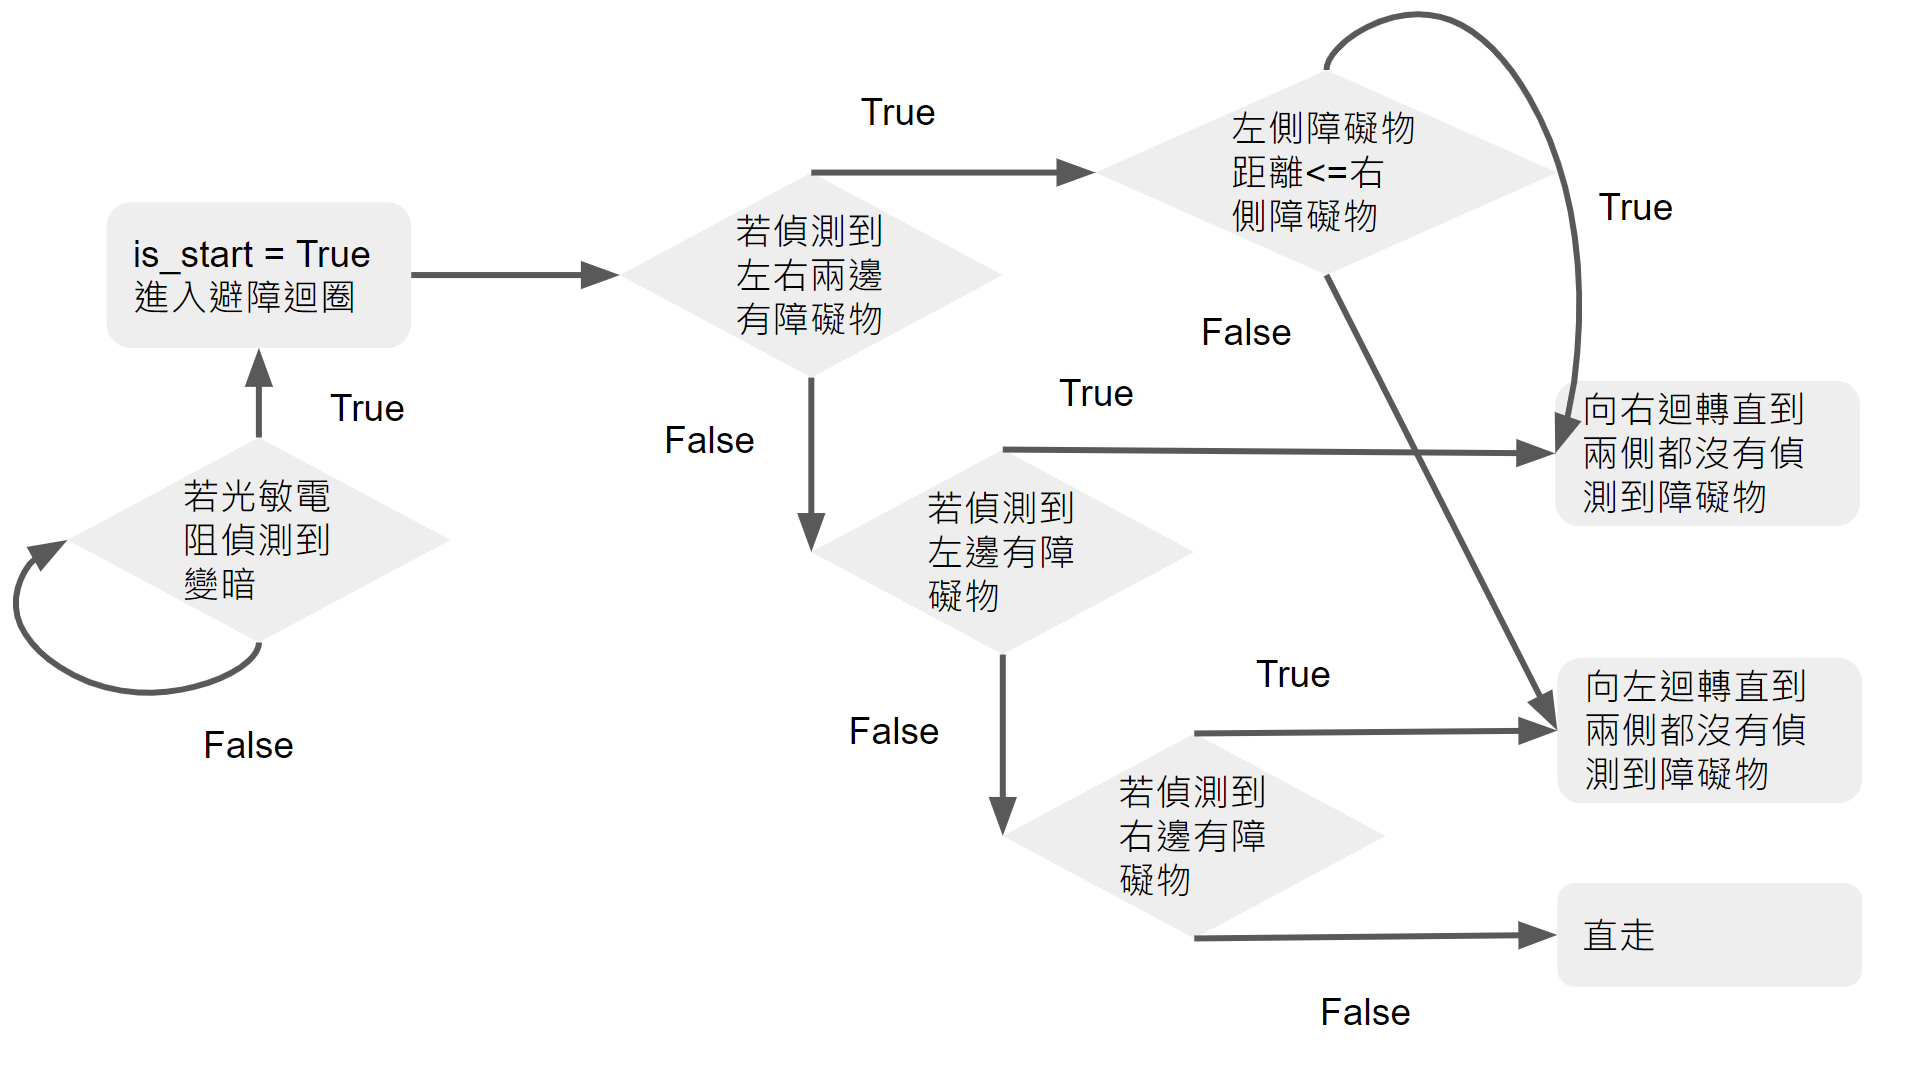 is_start = True
進入避障迴圈
True
若光敏電
阻偵測到
變暗
False
若偵測到
左右兩邊
有障礙物
True
左側障礙物
距離<=右
側障礙物
True
False
False
True
若偵測到
左邊有障
礙物
向右迴轉直到
兩側都沒有偵
測到障礙物
False
True
若偵測到
右邊有障
礙物
向左迴轉直到
兩側都沒有偵
測到障礙物
False
直走